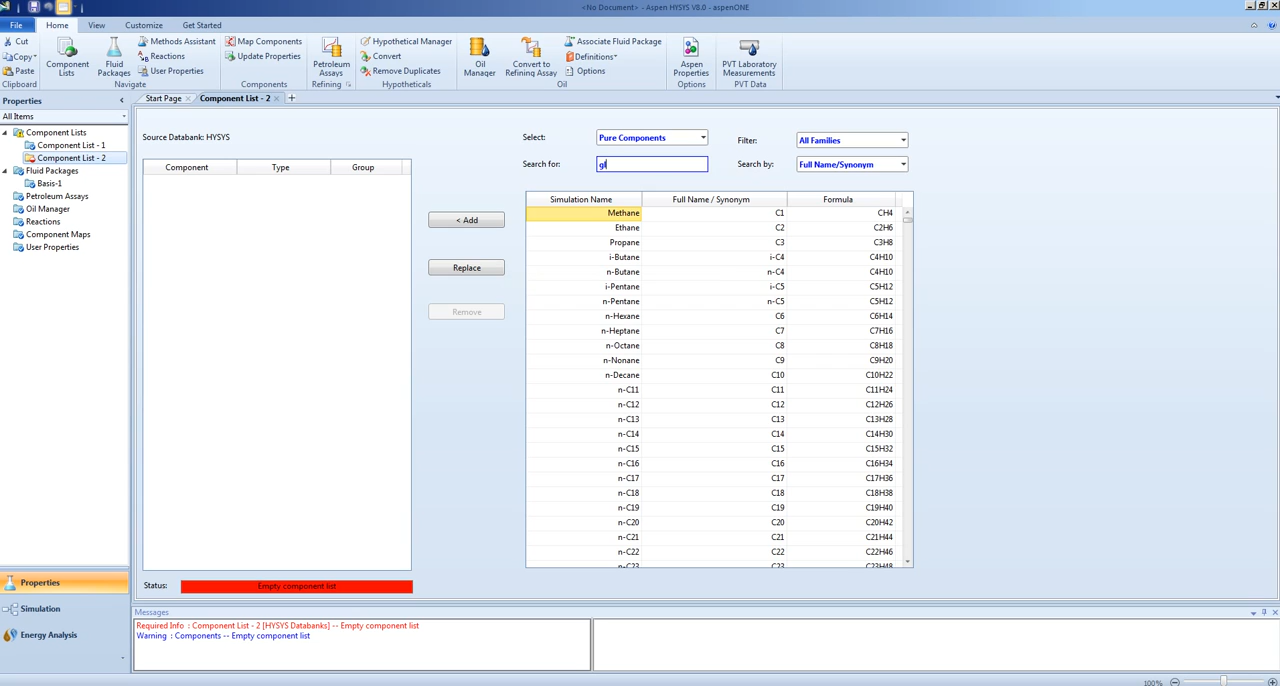 <No Document> - Aspen HYSYS V8.0 - aspenONE
File Home View Customize Get Started
Cut
Copy
Paste
Clipboard
Component Lists
Fluid Packages
Methods Assistant
Reactions
User Properties
Navigate
Map Components
Update Properties
Components
Petroleum Assays
Refining
Hypothetical Manager
Convert
Remove Duplicates
Hypotheticals
Oil Manager
Convert to Refining Assay
Associate Fluid Package
Definitions
Options
Oil
Aspen Properties
Options
PVT Laboratory Measurements
PVT Data
Properties
All Items
Component Lists
Component List - 1
Component List - 2
Fluid Packages
Basis-1
Petroleum Assays
Oil Manager
Reactions
Component Maps
User Properties
Properties
Simulation
Energy Analysis
Start Page Component List - 2 +
Source Databank: HYSYS
Component Type Group
Status: Empty component list
< Add
Replace
Remove
Select: Pure Components Filter: All Families
Search for: gl Search by: Full Name/Synonym
Simulation Name Full Name / Synonym Formula
Methane C1 CH4
Ethane C2 C2H6
Propane C3 C3H8
i-Butane i-C4 C4H10
n-Butane n-C4 C4H10
i-Pentane i-C5 C5H12
n-Pentane n-C5 C5H12
n-Hexane C6 C6H14
n-Heptane C7 C7H16
n-Octane C8 C8H18
n-Nonane C9 C9H20
n-Decane C10 C10H22
n-C11 C11 C11H24
n-C12 C12 C12H26
n-C13 C13 C13H28
n-C14 C14 C14H30
n-C15 C15 C15H32
n-C16 C16 C16H34
n-C17 C17 C17H36
n-C18 C18 C18H38
n-C19 C19 C19H40
n-C20 C20 C20H42
n-C21 C21 C21H44
n-C22 C22 C22H46
n-C23 C23 C23H48
Messages
Required Info : Component List - 2 [HYSYS Databanks] -- Empty component list
Warning : Components -- Empty component list
100%